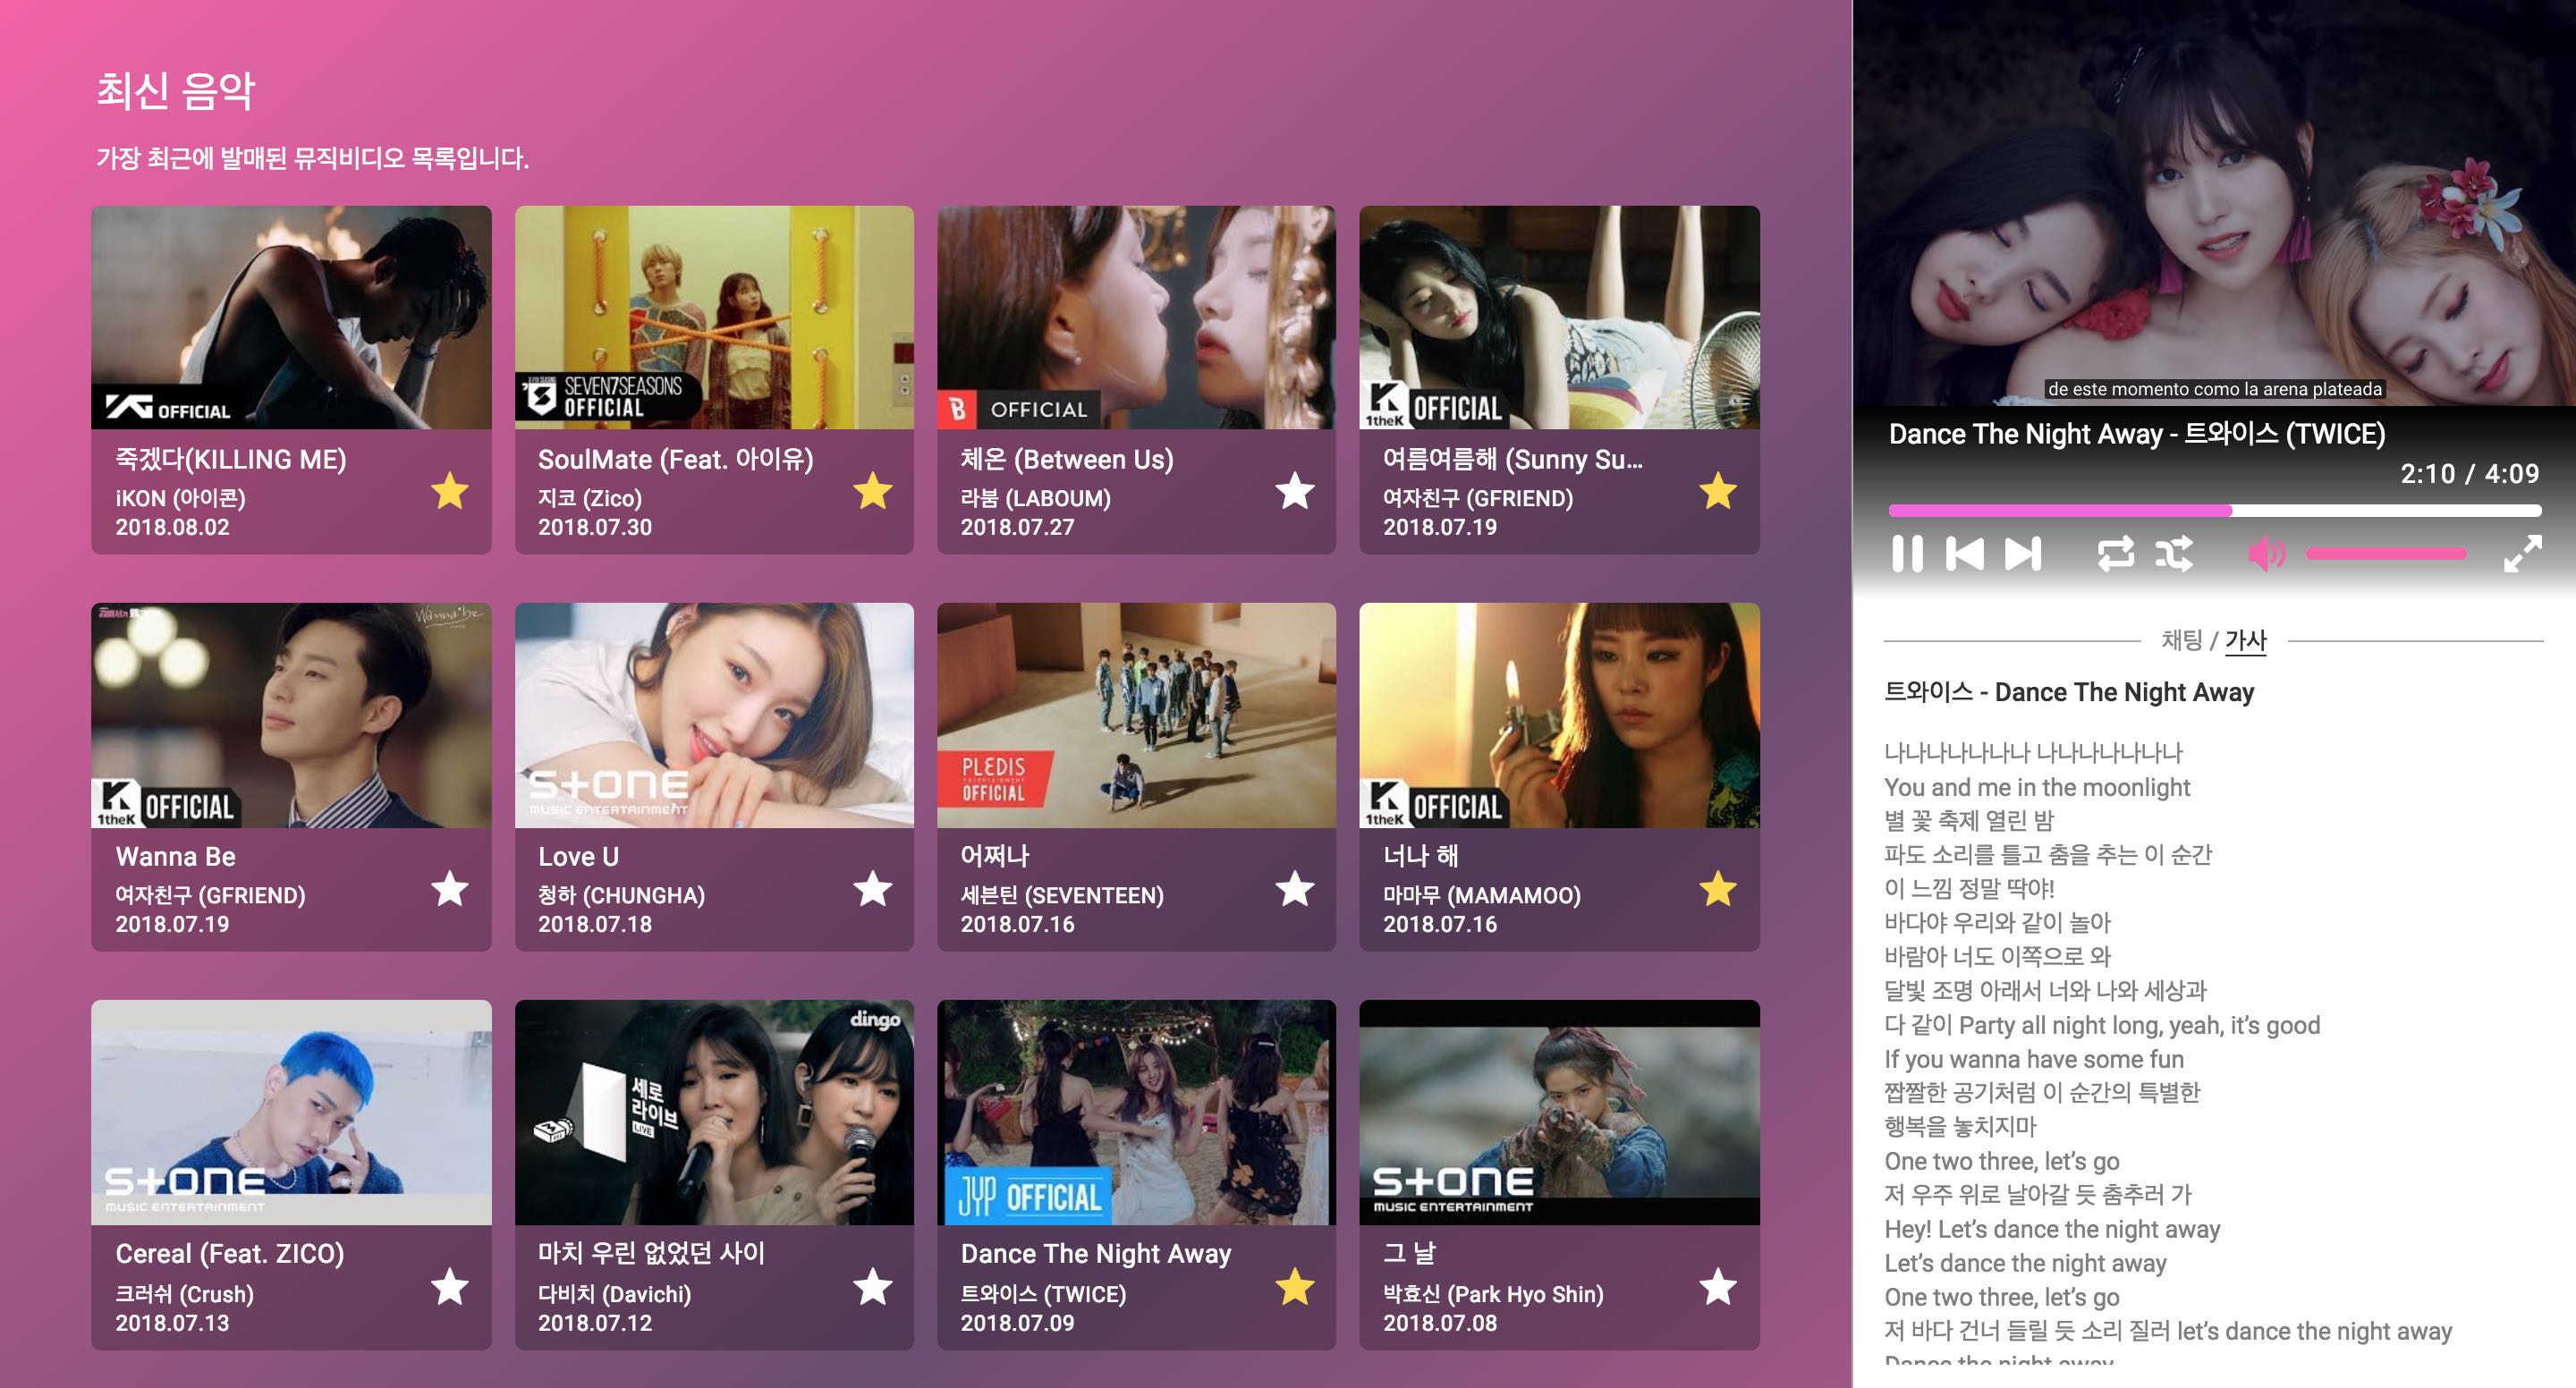 최신 음악
가장 최근에 발매된 뮤직비디오 목록입니다.
YG OFFICIAL
죽겠다(KILLING ME)
iKON (아이콘)
2018.08.02
SEVEN7SEASONS
OFFICIAL
SoulMate (Feat. 아이유)
지코 (Zico)
2018.07.30
B OFFICIAL
체온 (Between Us)
라붐 (LABOUM)
2018.07.27
K
1theK OFFICIAL
여름여름해 (Sunny Su...
여자친구 (GFRIEND)
2018.07.19
Wanna be
K
1theK OFFICIAL
Wanna Be
여자친구 (GFRIEND)
2018.07.19
STONE
MUSIC ENTERTAINMENT
Love U
청하 (CHUNGHA)
2018.07.18
PLEDIS
ENTERTAINMENT
OFFICIAL
어쩌나
세븐틴 (SEVENTEEN)
2018.07.16
K
1theK OFFICIAL
너나 해
마마무 (MAMAMOO)
2018.07.16
STONE
MUSIC ENTERTAINMENT
Cereal (Feat. ZICO)
크러쉬 (Crush)
2018.07.13
dingo
세로
라이브
LIVE
마치 우린 없었던 사이
다비치 (Davichi)
2018.07.12
JYP OFFICIAL
Dance The Night Away
트와이스 (TWICE)
2018.07.09
STONE
MUSIC ENTERTAINMENT
그 날
박효신 (Park Hyo Shin)
2018.07.08
de este momento como la arena plateada
Dance The Night Away - 트와이스 (TWICE)
2:10 / 4:09
채팅 / 가사
트와이스 - Dance The Night Away
나나나나나나나 나나나나나나나
You and me in the moonlight
별 꽃 축제 열린 밤
파도 소리를 틀고 춤을 추는 이 순간
이 느낌 정말 딱야!
바다야 우리와 같이 놀아
바람아 너도 이쪽으로 와
달빛 조명 아래서 너와 나와 세상과
다 같이 Party all night long, yeah, it’s good
If you wanna have some fun
짭짤한 공기처럼 이 순간의 특별한
행복을 놓치지마
One two three, let’s go
저 우주 위로 날아갈 듯 춤추러 가
Hey! Let’s dance the night away
Let’s dance the night away
One two three, let’s go
저 바다 건너 들릴 듯 소리 질러 let’s dance the night away
Dance the night away